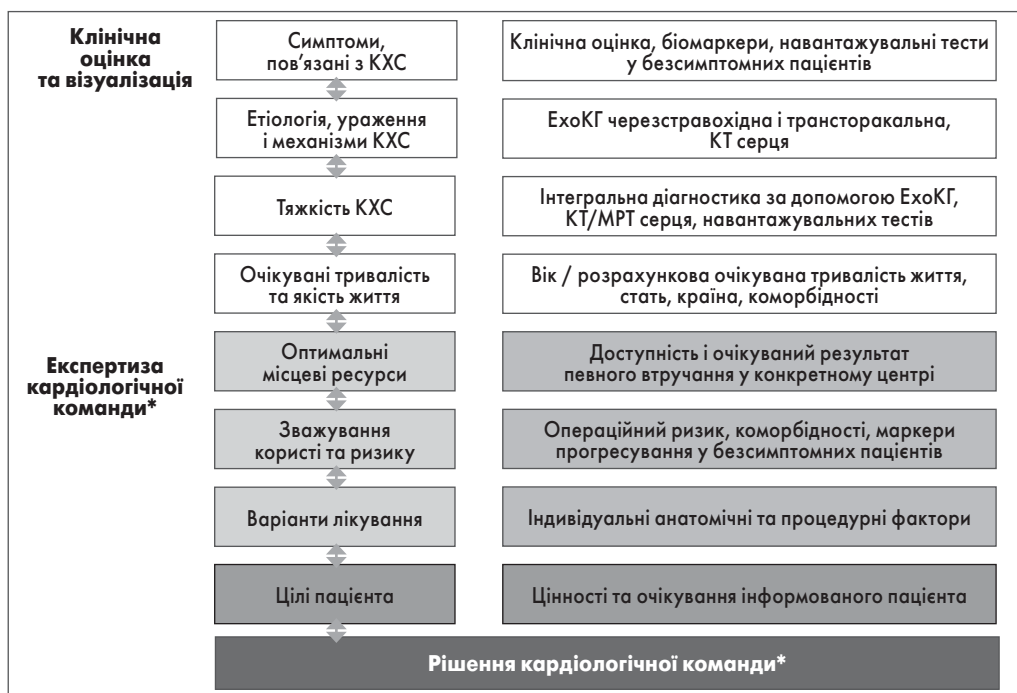 Клінічна
оцінка
та візуалізація
Симптоми,
пов’язані з КХС
Клінічна оцінка, біомаркери, навантажувальні тести
у безсимптомних пацієнтів
Етіологія, ураження
і механізми КХС
ЕхоКГ черезстравохідна і трансторакальна,
КТ серця
Тяжкість КХС
Інтегральна діагностика за допомогою ЕхоКГ,
КТ/МРТ серця, навантажувальних тестів
Очікувані тривалість
та якість життя
Вік / розрахункова очікувана тривалість життя,
стать, країна, коморбідності
Експертиза
кардіологічної
команди*
Оптимальні
місцеві ресурси
Доступність і очікуваний результат
певного втручання у конкретному центрі
Зважування
користі та ризику
Операційний ризик, коморбідності, маркери
прогресування у безсимптомних пацієнтів
Варіанти лікування
Індивідуальні анатомічні та процедурні фактори
Цілі пацієнта
Цінності та очікування інформованого пацієнта
Рішення кардіологічної команди*